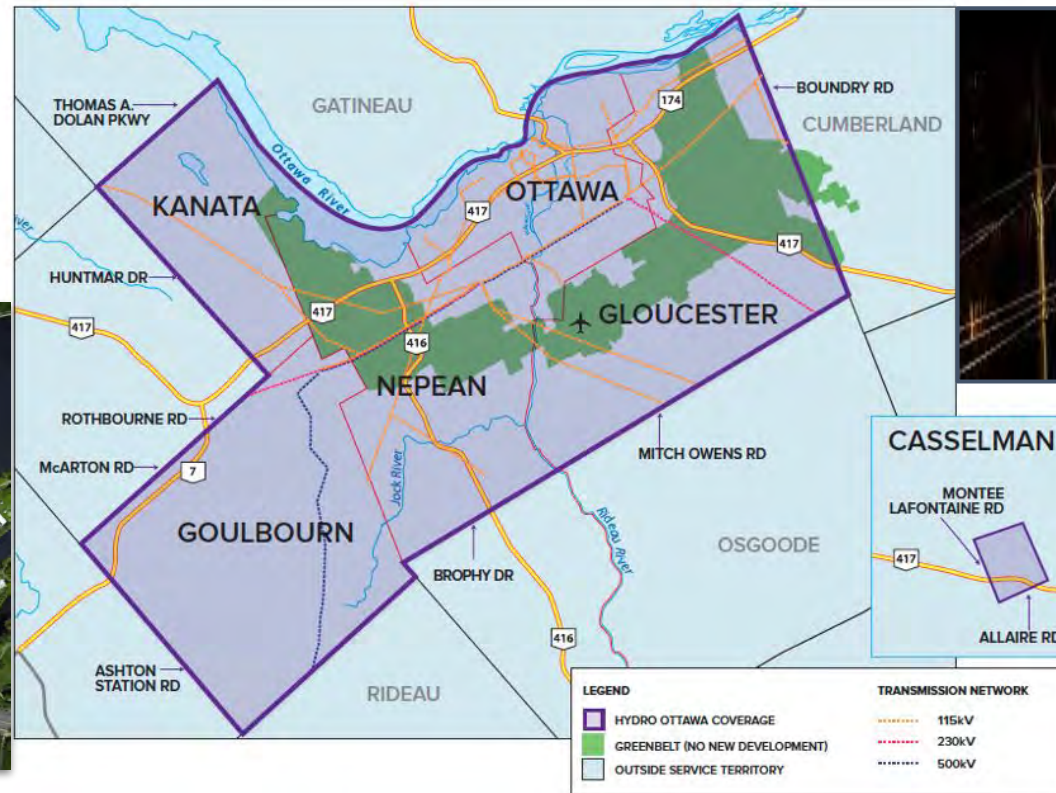 THOMAS A.
DOLAN PKWY
GATINEAU
BOUNDRY RD
174
CUMBERLAND
Ottawa River
KANATA
OTTAWA
417
417
HUNTMAR DR
417
417
GLOUCESTER
416
NEPEAN
ROTHBOURNE RD
McARTON RD
7
MITCH OWENS RD
Jock River
GOULBOURN
Rideau River
OSGOODE
BROPHY DR
416
ASHTON
STATION RD
RIDEAU
CASSELMAN
MONTEE
LAFONTAINE RD
417
ALLAIRE RD
LEGEND
HYDRO OTTAWA COVERAGE
GREENBELT (NO NEW DEVELOPMENT)
OUTSIDE SERVICE TERRITORY
TRANSMISSION NETWORK
115kV
230kV
500kV